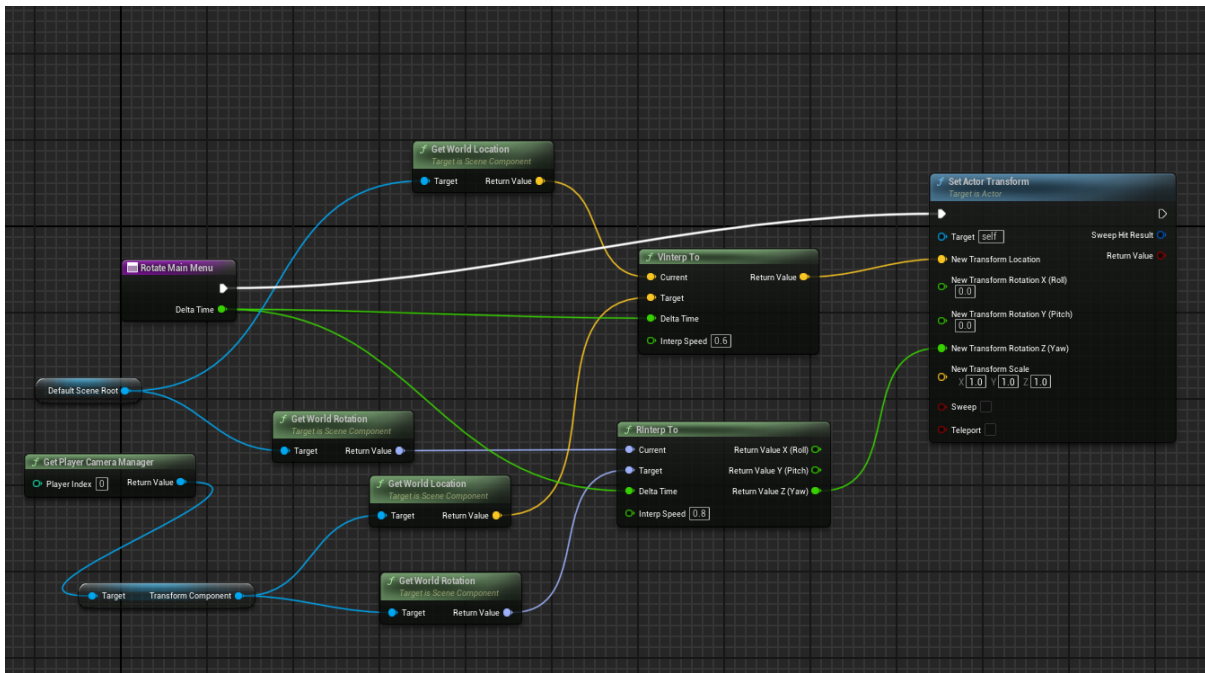 Get World Location
Target is Scene Component
Target Return Value
Set Actor Transform
Target is Actor
Target self Sweep Hit Result
New Transform Location Return Value
New Transform Rotation X (Roll)
0.0
New Transform Rotation Y (Pitch)
0.0
New Transform Rotation Z (Yaw)
New Transform Scale
X 1.0 Y 1.0 Z 1.0
Sweep
Teleport
Rotate Main Menu
Delta Time
VInterp To
Current Return Value
Target
Delta Time
Interp Speed 0.6
Default Scene Root
Get World Rotation
Target is Scene Component
Target Return Value
RInterp To
Current Return Value X (Roll)
Target Return Value Y (Pitch)
Delta Time Return Value Z (Yaw)
Interp Speed 0.8
Get Player Camera Manager
Player Index 0 Return Value
Get World Location
Target is Scene Component
Target Return Value
Target Transform Component
Get World Rotation
Target is Scene Component
Target Return Value